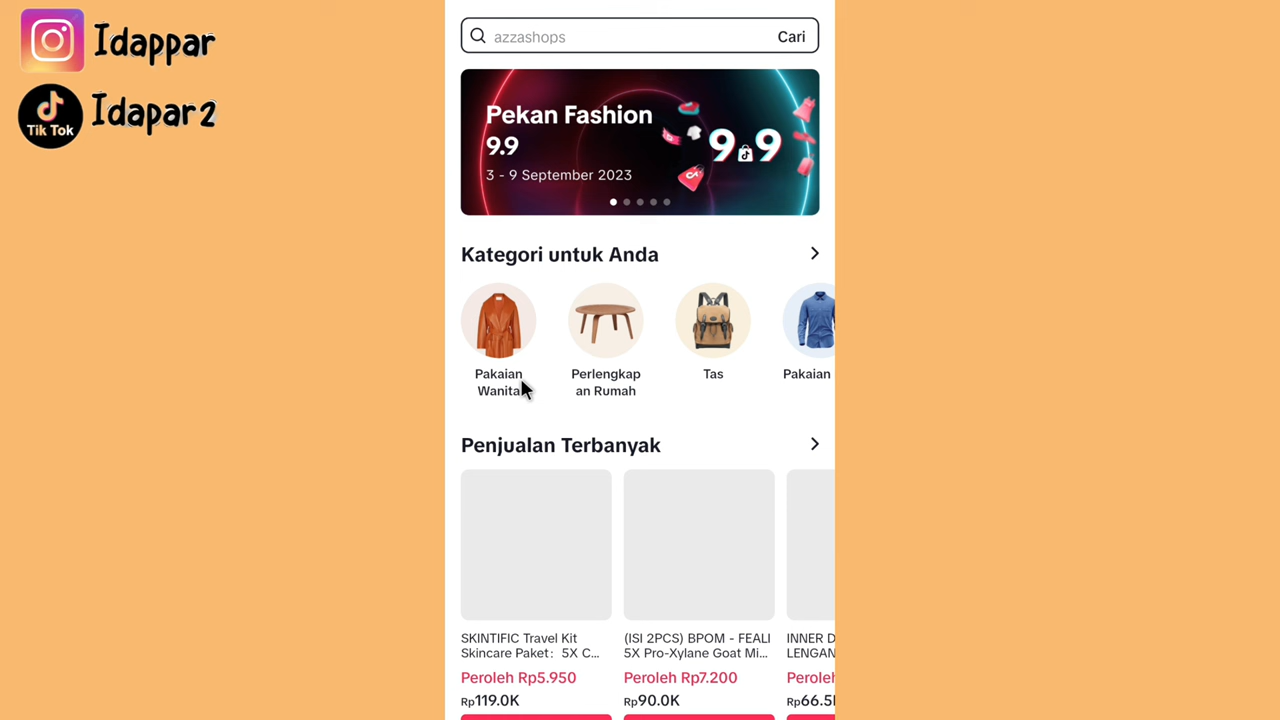 Idappar
Tik Tok
Idapar2
azzashops
Cari
Pekan Fashion
9.9
3 - 9 September 2023
9 9
Kategori untuk Anda
Pakaian
Wanita
Perlengkap
an Rumah
Tas
Pakaian
Penjualan Terbanyak
SKINTIFIC Travel Kit
Skincare Paket: 5X C...
Peroleh Rp5.950
Rp119.0K
(ISI 2PCS) BPOM - FEALI
5X Pro-Xylane Goat Mi...
Peroleh Rp7.200
Rp90.0K
INNER D
LENGAN
Peroleh
Rp66.5